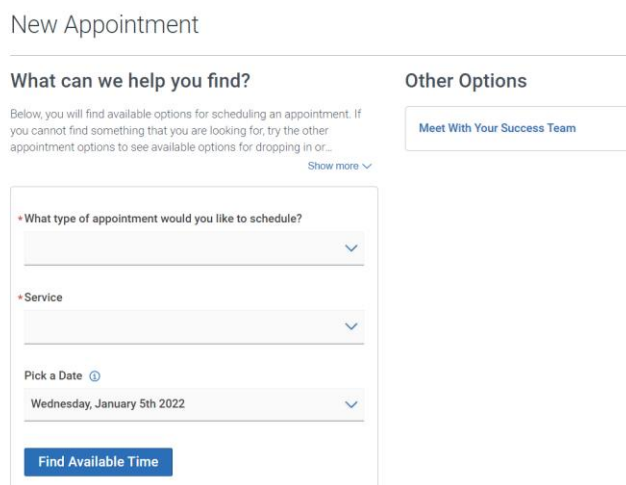 New Appointment
What can we help you find?
Below, you will find available options for scheduling an appointment. If
you cannot find something that you are looking for, try the other
appointment options to see available options for dropping in or...
Show more
*What type of appointment would you like to schedule?
*Service
Pick a Date
Wednesday, January 5th 2022
Find Available Time
Other Options
Meet With Your Success Team